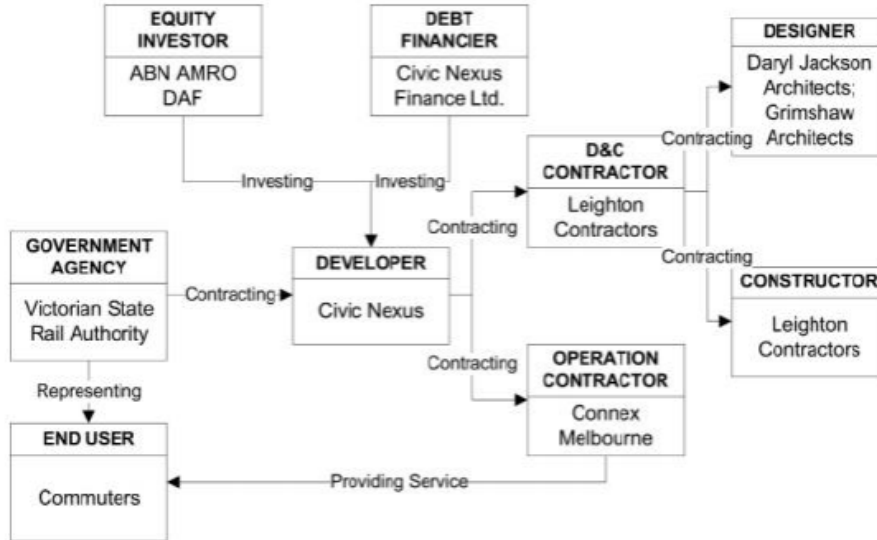 EQUITY
INVESTOR
ABN AMRO
DAF
DEBT
FINANCIER
Civic Nexus
Finance Ltd.
DESIGNER
Daryl Jackson
Architects;
Grimshaw
Architects
Investing
Investing
Contracting
D&C
CONTRACTOR
Leighton
Contractors
Contracting
Contracting
GOVERNMENT
AGENCY
Victorian State
Rail Authority
Contracting
DEVELOPER
Civic Nexus
CONSTRUCTOR
Leighton
Contractors
Contracting
OPERATION
CONTRACTOR
Connex
Melbourne
Representing
END USER
Commuters
Providing Service